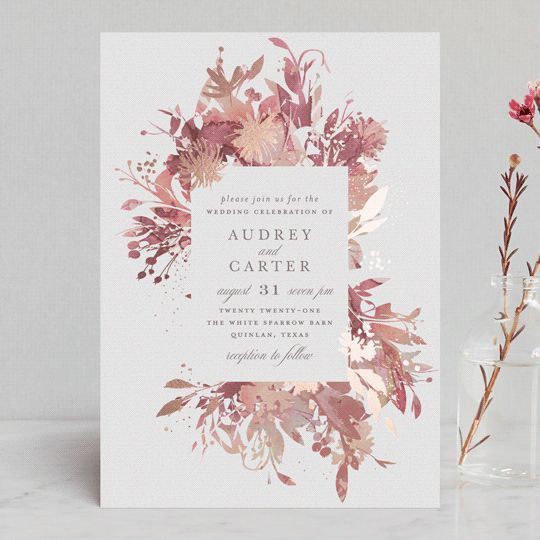 please join us for the
WEDDING CELEBRATION OF
AUDREY
and
CARTER
august 31 seven pm
TWENTY TWENTY-ONE
THE WHITE SPARROW BARN
QUINLAN, TEXAS
reception to follow